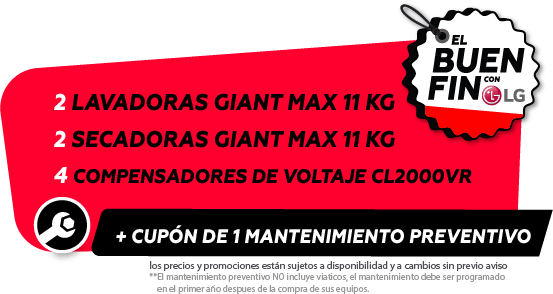 EL
BUEN
FIN CON LG
2 LAVADORAS GIANT MAX 11 KG
2 SECADORAS GIANT MAX 11 KG
4 COMPENSADORES DE VOLTAJE CL2000VR
+ CUPÓN DE 1 MANTENIMIENTO PREVENTIVO
los precios y promociones están sujetos a disponibilidad y a cambios sin previo aviso
**El mantenimiento preventivo NO incluye viaticos, el mantenimiento debe ser programado
en el primer año despues de la compra de sus equipos.